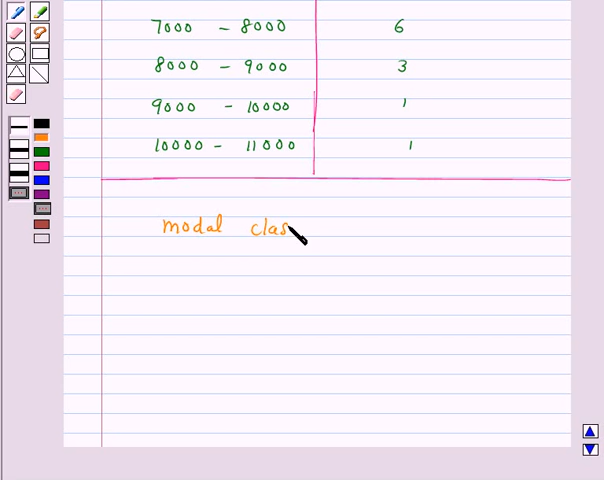 7000 - 8000 6
8000 - 9000 3
9000 - 10000 1
10000 - 11000 1
modal clas